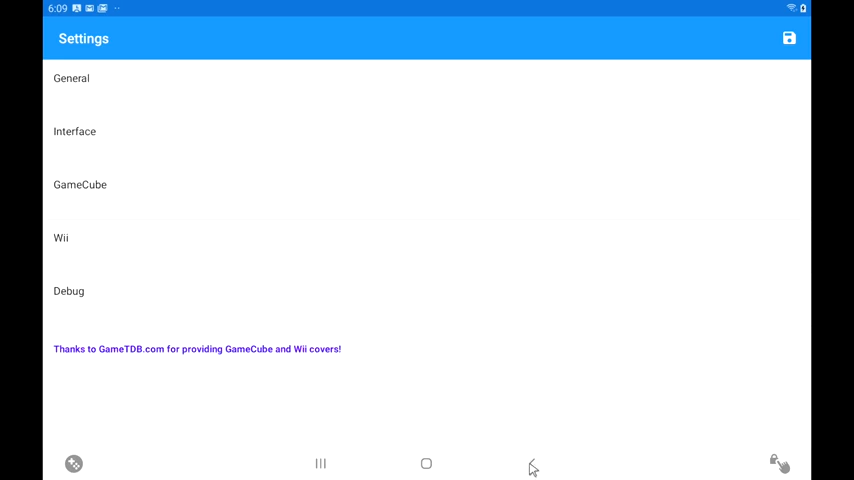 6:09
Settings
General
Interface
GameCube
Wii
Debug
Thanks to GameTDB.com for providing GameCube and Wii covers!